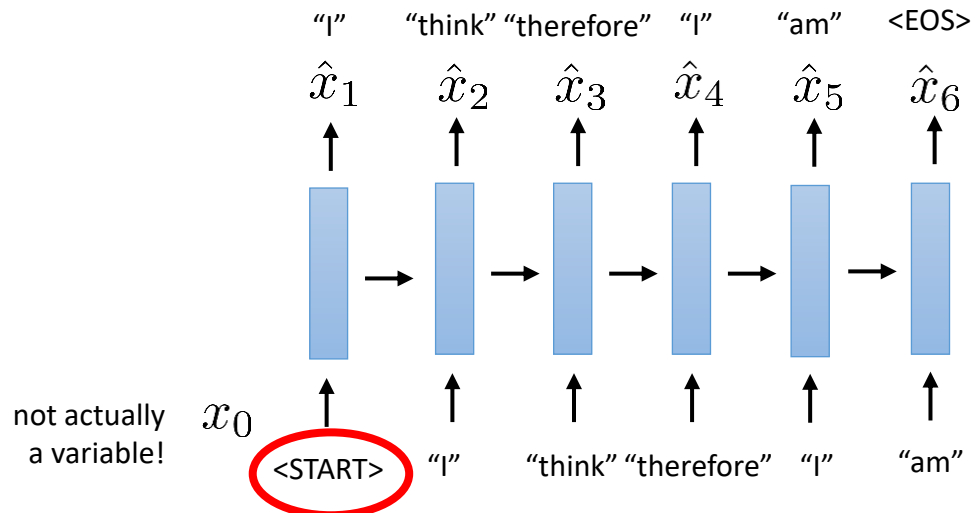 “I” “think” “therefore” “I” “am” <EOS>
x̂₁ x̂₂ x̂₃ x̂₄ x̂₅ x̂₆
not actually
a variable!
x₀
<START> “I” “think” “therefore” “I” “am”